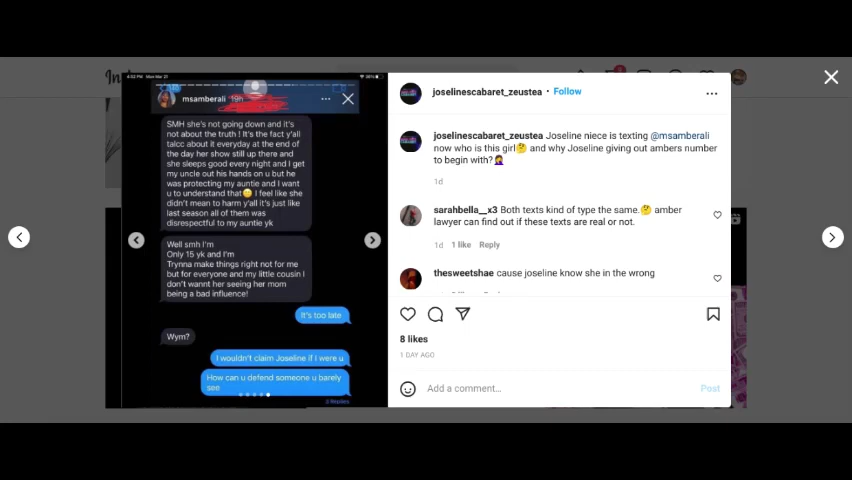 4:52 PM Mon Mar 21
msamberali 19h
SMH she's not going down and it's
not about the truth ! It's the fact y'all
talcc about it everyday at the end of
the day her show still up there and
she sleeps good every night and I get
my uncle out his hands on u but he
was protecting my auntie and I want
u to understand that😔 I feel like she
didn't mean to harm y'all it's just like
last season all of them was
disrespectful to my auntie yk
Well smh I'm
Only 15 yk and I'm
Trynna make things right not for me
but for everyone and my little cousin I
don't wannt her seeing her mom
being a bad influence!
It's too late
Wym?
I wouldn't claim Joseline if I were u
How can u defend someone u barely
see
2 Replies
joselinescabaret_zeustea • Follow
joselinescabaret_zeustea Joseline niece is texting @msamberali
now who is this girl🤔 and why Joseline giving out ambers number
to begin with?🤦‍♀️
1d
sarahbella__x3 Both texts kind of type the same.🤔 amber
lawyer can find out if these texts are real or not.
1d 1 like Reply
thesweetshae cause joseline know she in the wrong
8 likes
1 DAY AGO
Add a comment...
Post